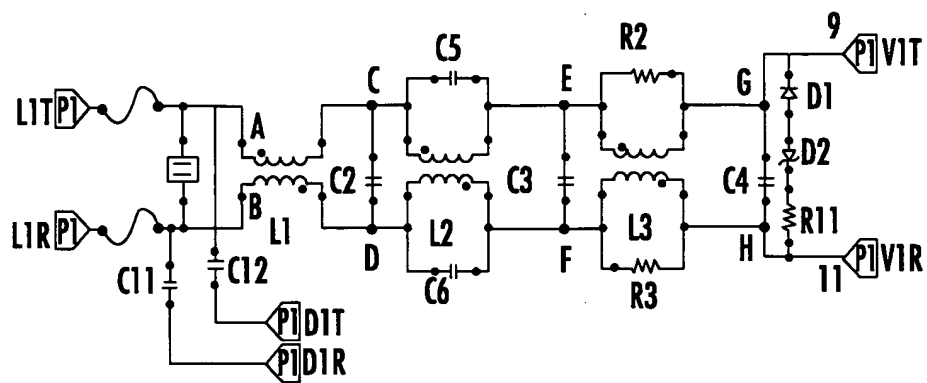 9
C5
R2
P1 V1T
C
E
G
D1
L1T P1
A
D2
C2
C3
C4
B
R11
L1R P1
L1
L2
L3
D
F
H
P1 V1R
C11
C12
C6
R3
11
P1 D1T
P1 D1R